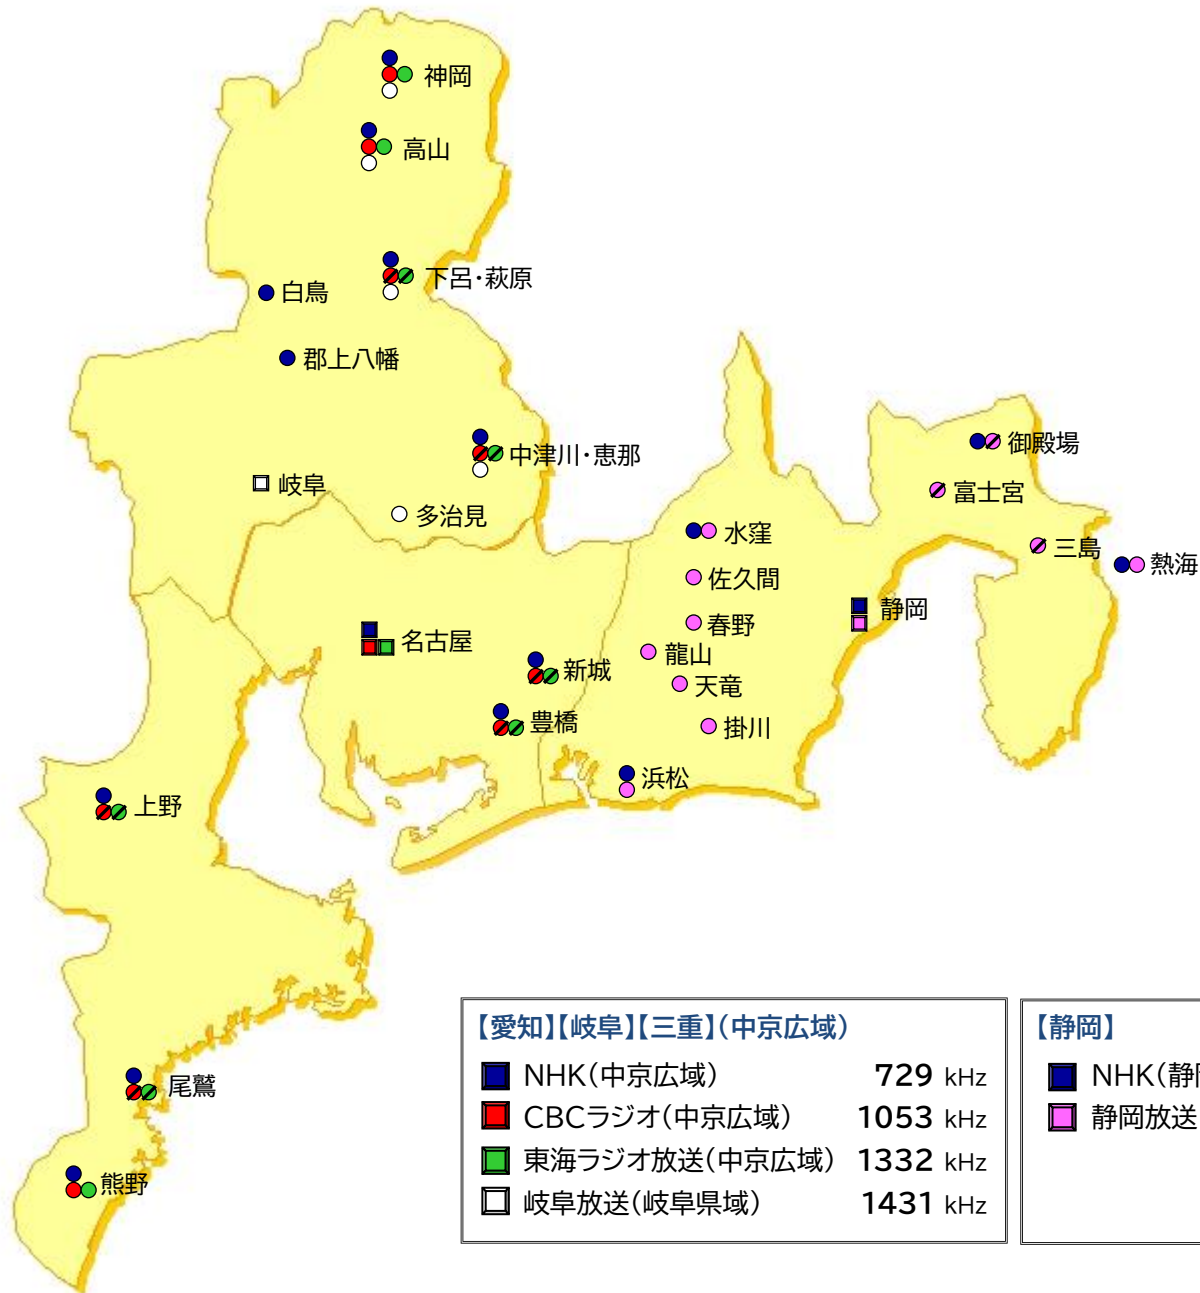 神岡
高山
下呂・萩原
白鳥
郡上八幡
中津川・恵那
岐阜
多治見
御殿場
富士宮
三島
熱海
水窪
佐久間
春野
静岡
龍山
天竜
掛川
浜松
名古屋
新城
豊橋
上野
尾鷲
熊野
【愛知】【岐阜】【三重】(中京広域)
NHK(中京広域) 729 kHz
CBCラジオ(中京広域) 1053 kHz
東海ラジオ放送(中京広域) 1332 kHz
岐阜放送(岐阜県域) 1431 kHz
【静岡】
NHK(静
静岡放送